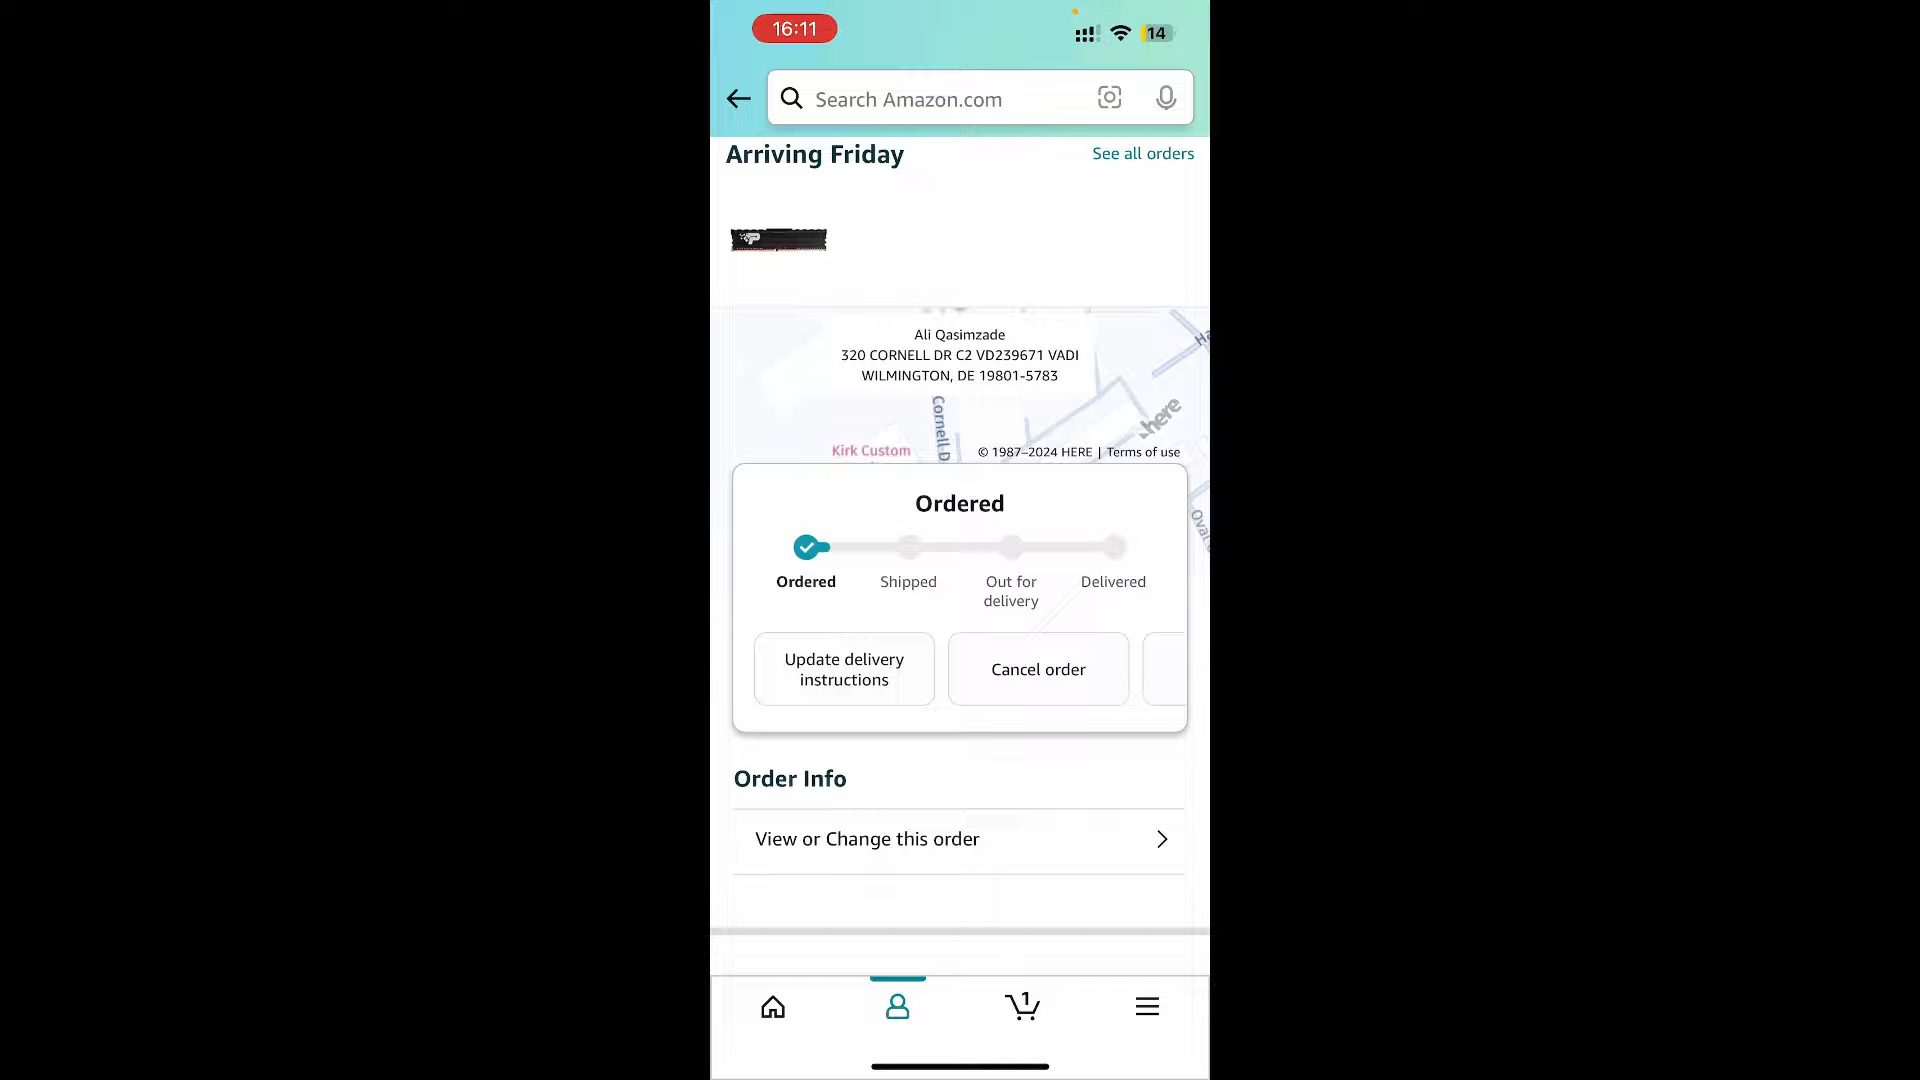 16:11
14
Search Amazon.com
Arriving Friday
See all orders
Ali Qasimzade
320 CORNELL DR C2 VD239671 VADI
WILMINGTON, DE 19801-5783
Cornell D
here
Kirk Custom
© 1987–2024 HERE | Terms of use
Oval
Ordered
Ordered
Shipped
Out for
delivery
Delivered
Update delivery
instructions
Cancel order
Order Info
View or Change this order
1